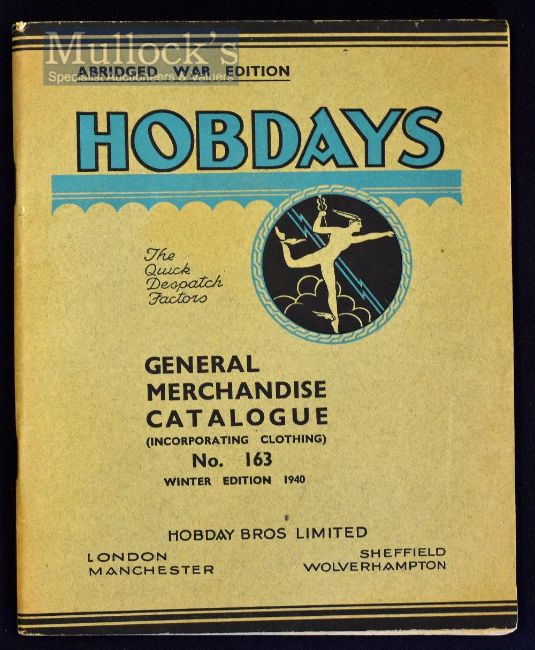 Mullock's
Specialist Auctioneers & Valuers
ABRIDGED WAR EDITION
HOBDAYS
The
Quick
Despatch
Factors
GENERAL
MERCHANDISE
CATALOGUE
(INCORPORATING CLOTHING)
No. 163
WINTER EDITION 1940
HOBDAY BROS LIMITED
LONDON SHEFFIELD
MANCHESTER WOLVERHAMPTON